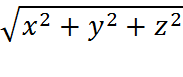 √(x² + y² + z²)